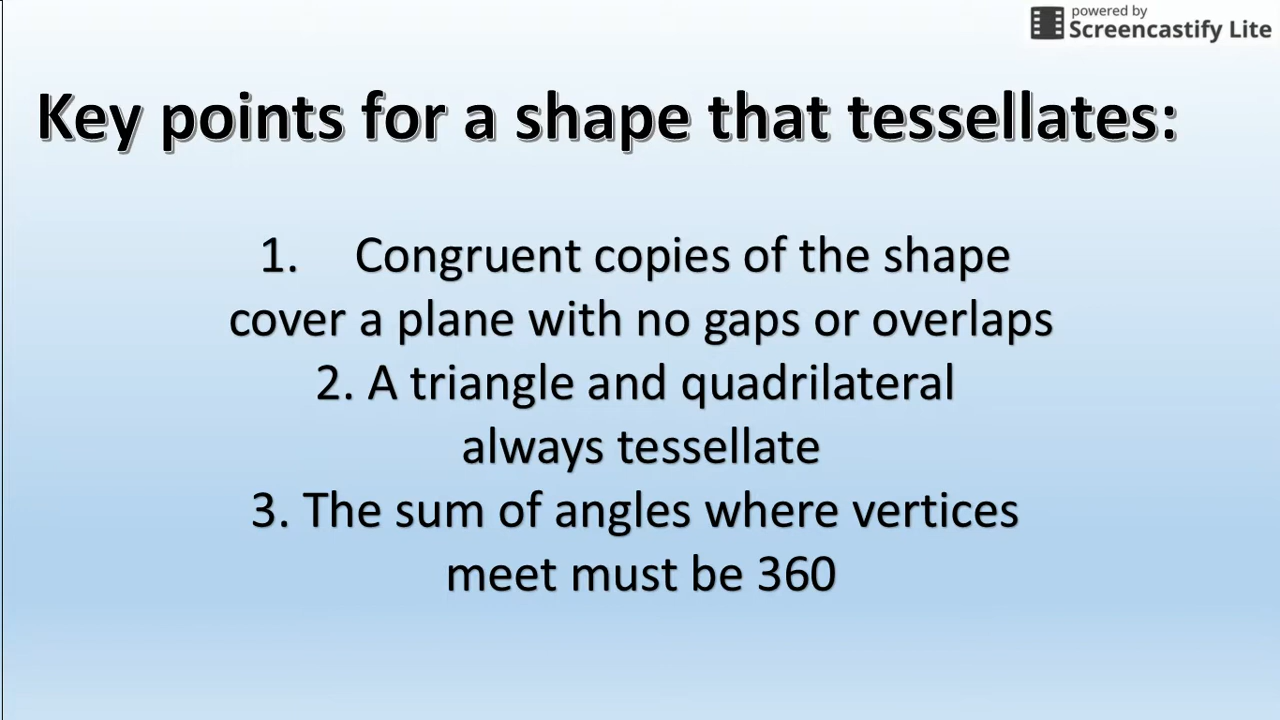 powered by
Screencastify Lite
Key points for a shape that tessellates:
1. Congruent copies of the shape
cover a plane with no gaps or overlaps
2. A triangle and quadrilateral
always tessellate
3. The sum of angles where vertices
meet must be 360